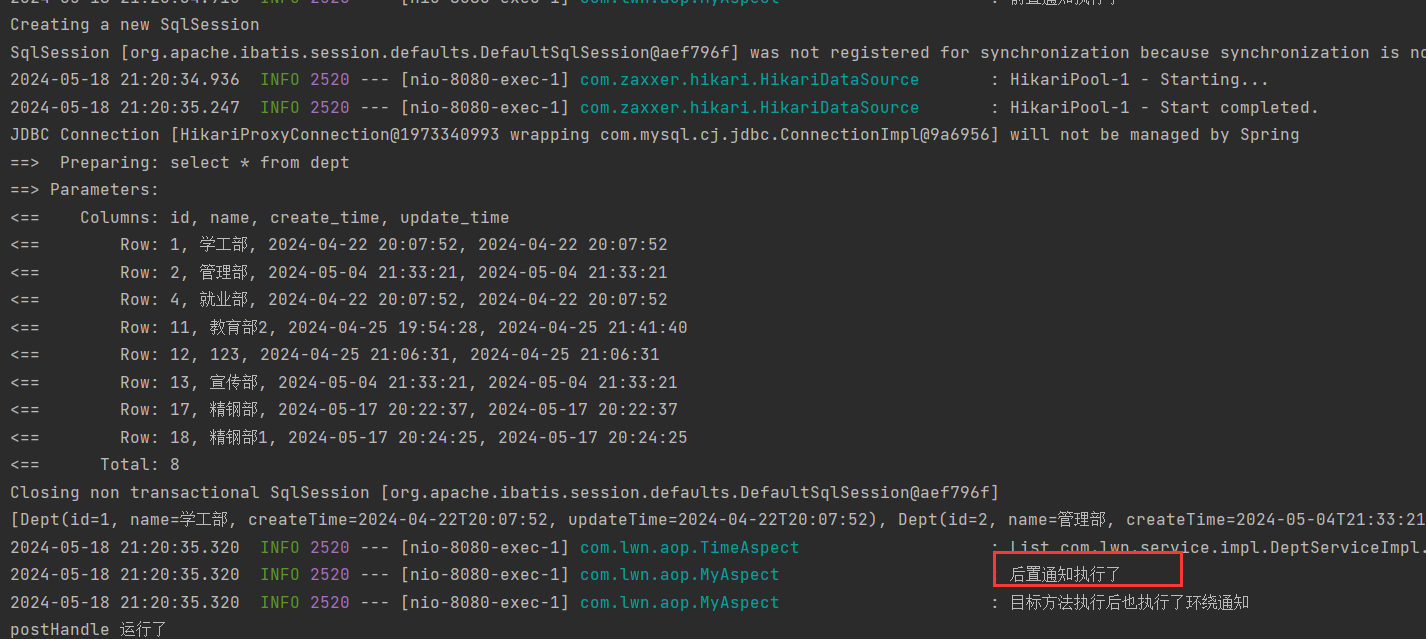 2024-05-18 21:20:34.913  INFO 2520 --- [nio-8080-exec-1] com.lwn.aop.MyAspect : 前置通知执行了
Creating a new SqlSession
SqlSession [org.apache.ibatis.session.defaults.DefaultSqlSession@aef796f] was not registered for synchronization because synchronization is no
2024-05-18 21:20:34.936  INFO 2520 --- [nio-8080-exec-1] com.zaxxer.hikari.HikariDataSource : HikariPool-1 - Starting...
2024-05-18 21:20:35.247  INFO 2520 --- [nio-8080-exec-1] com.zaxxer.hikari.HikariDataSource : HikariPool-1 - Start completed.
JDBC Connection [HikariProxyConnection@1973340993 wrapping com.mysql.cj.jdbc.ConnectionImpl@9a6956] will not be managed by Spring
==>  Preparing: select * from dept
==> Parameters:
<==    Columns: id, name, create_time, update_time
<==        Row: 1, 学工部, 2024-04-22 20:07:52, 2024-04-22 20:07:52
<==        Row: 2, 管理部, 2024-05-04 21:33:21, 2024-05-04 21:33:21
<==        Row: 4, 就业部, 2024-04-22 20:07:52, 2024-04-22 20:07:52
<==        Row: 11, 教育部2, 2024-04-25 19:54:28, 2024-04-25 21:41:40
<==        Row: 12, 123, 2024-04-25 21:06:31, 2024-04-25 21:06:31
<==        Row: 13, 宣传部, 2024-05-04 21:33:21, 2024-05-04 21:33:21
<==        Row: 17, 精钢部, 2024-05-17 20:22:37, 2024-05-17 20:22:37
<==        Row: 18, 精钢部1, 2024-05-17 20:24:25, 2024-05-17 20:24:25
<==      Total: 8
Closing non transactional SqlSession [org.apache.ibatis.session.defaults.DefaultSqlSession@aef796f]
[Dept(id=1, name=学工部, createTime=2024-04-22T20:07:52, updateTime=2024-04-22T20:07:52), Dept(id=2, name=管理部, createTime=2024-05-04T21:33:21
2024-05-18 21:20:35.320  INFO 2520 --- [nio-8080-exec-1] com.lwn.aop.TimeAspect : List com.lwn.service.impl.DeptServiceImpl.
2024-05-18 21:20:35.320  INFO 2520 --- [nio-8080-exec-1] com.lwn.aop.MyAspect : 后置通知执行了
2024-05-18 21:20:35.320  INFO 2520 --- [nio-8080-exec-1] com.lwn.aop.MyAspect : 目标方法执行后也执行了环绕通知
postHandle 运行了